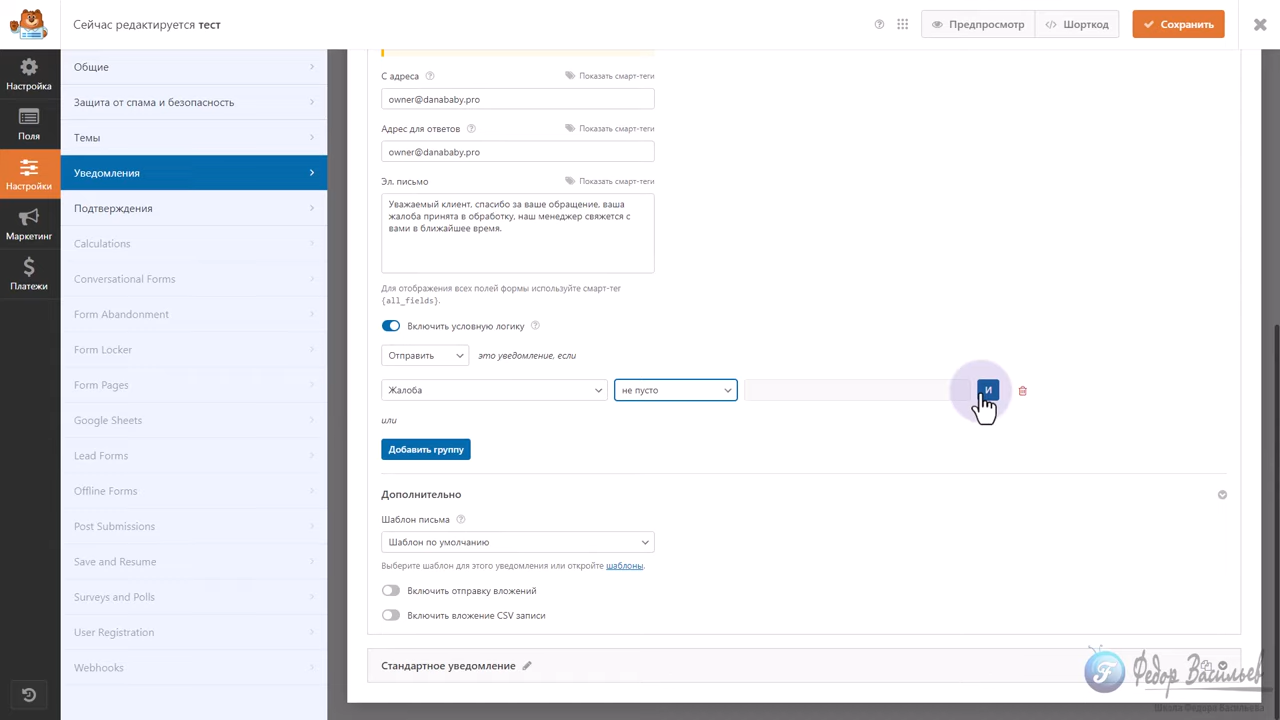 Сейчас редактируется тест
Предпросмотр
Шорткод
Сохранить
Настройка
Поля
Настройки
Маркетинг
Платежи
Общие
Защита от спама и безопасность
Темы
Уведомления
Подтверждения
Calculations
Conversational Forms
Form Abandonment
Form Locker
Form Pages
Google Sheets
Lead Forms
Offline Forms
Post Submissions
Save and Resume
Surveys and Polls
User Registration
Webhooks
С адреса
Показать смарт-теги
owner@danababy.pro
Адрес для ответов
Показать смарт-теги
owner@danababy.pro
Эл. письмо
Показать смарт-теги
Уважаемый клиент, спасибо за ваше обращение, ваша
жалоба принята в обработку, наш менеджер свяжется с
вами в ближайшее время.
Для отображения всех полей формы используйте смарт-тег
{all_fields}.
Включить условную логику
Отправить это уведомление, если
Жалоба не пусто И
или
Добавить группу
Дополнительно
Шаблон письма
Шаблон по умолчанию
Выберите шаблон для этого уведомления или откройте шаблоны.
Включить отправку вложений
Включить вложение CSV записи
Стандартное уведомление
Федор Васильев
Школа Федора Васильева